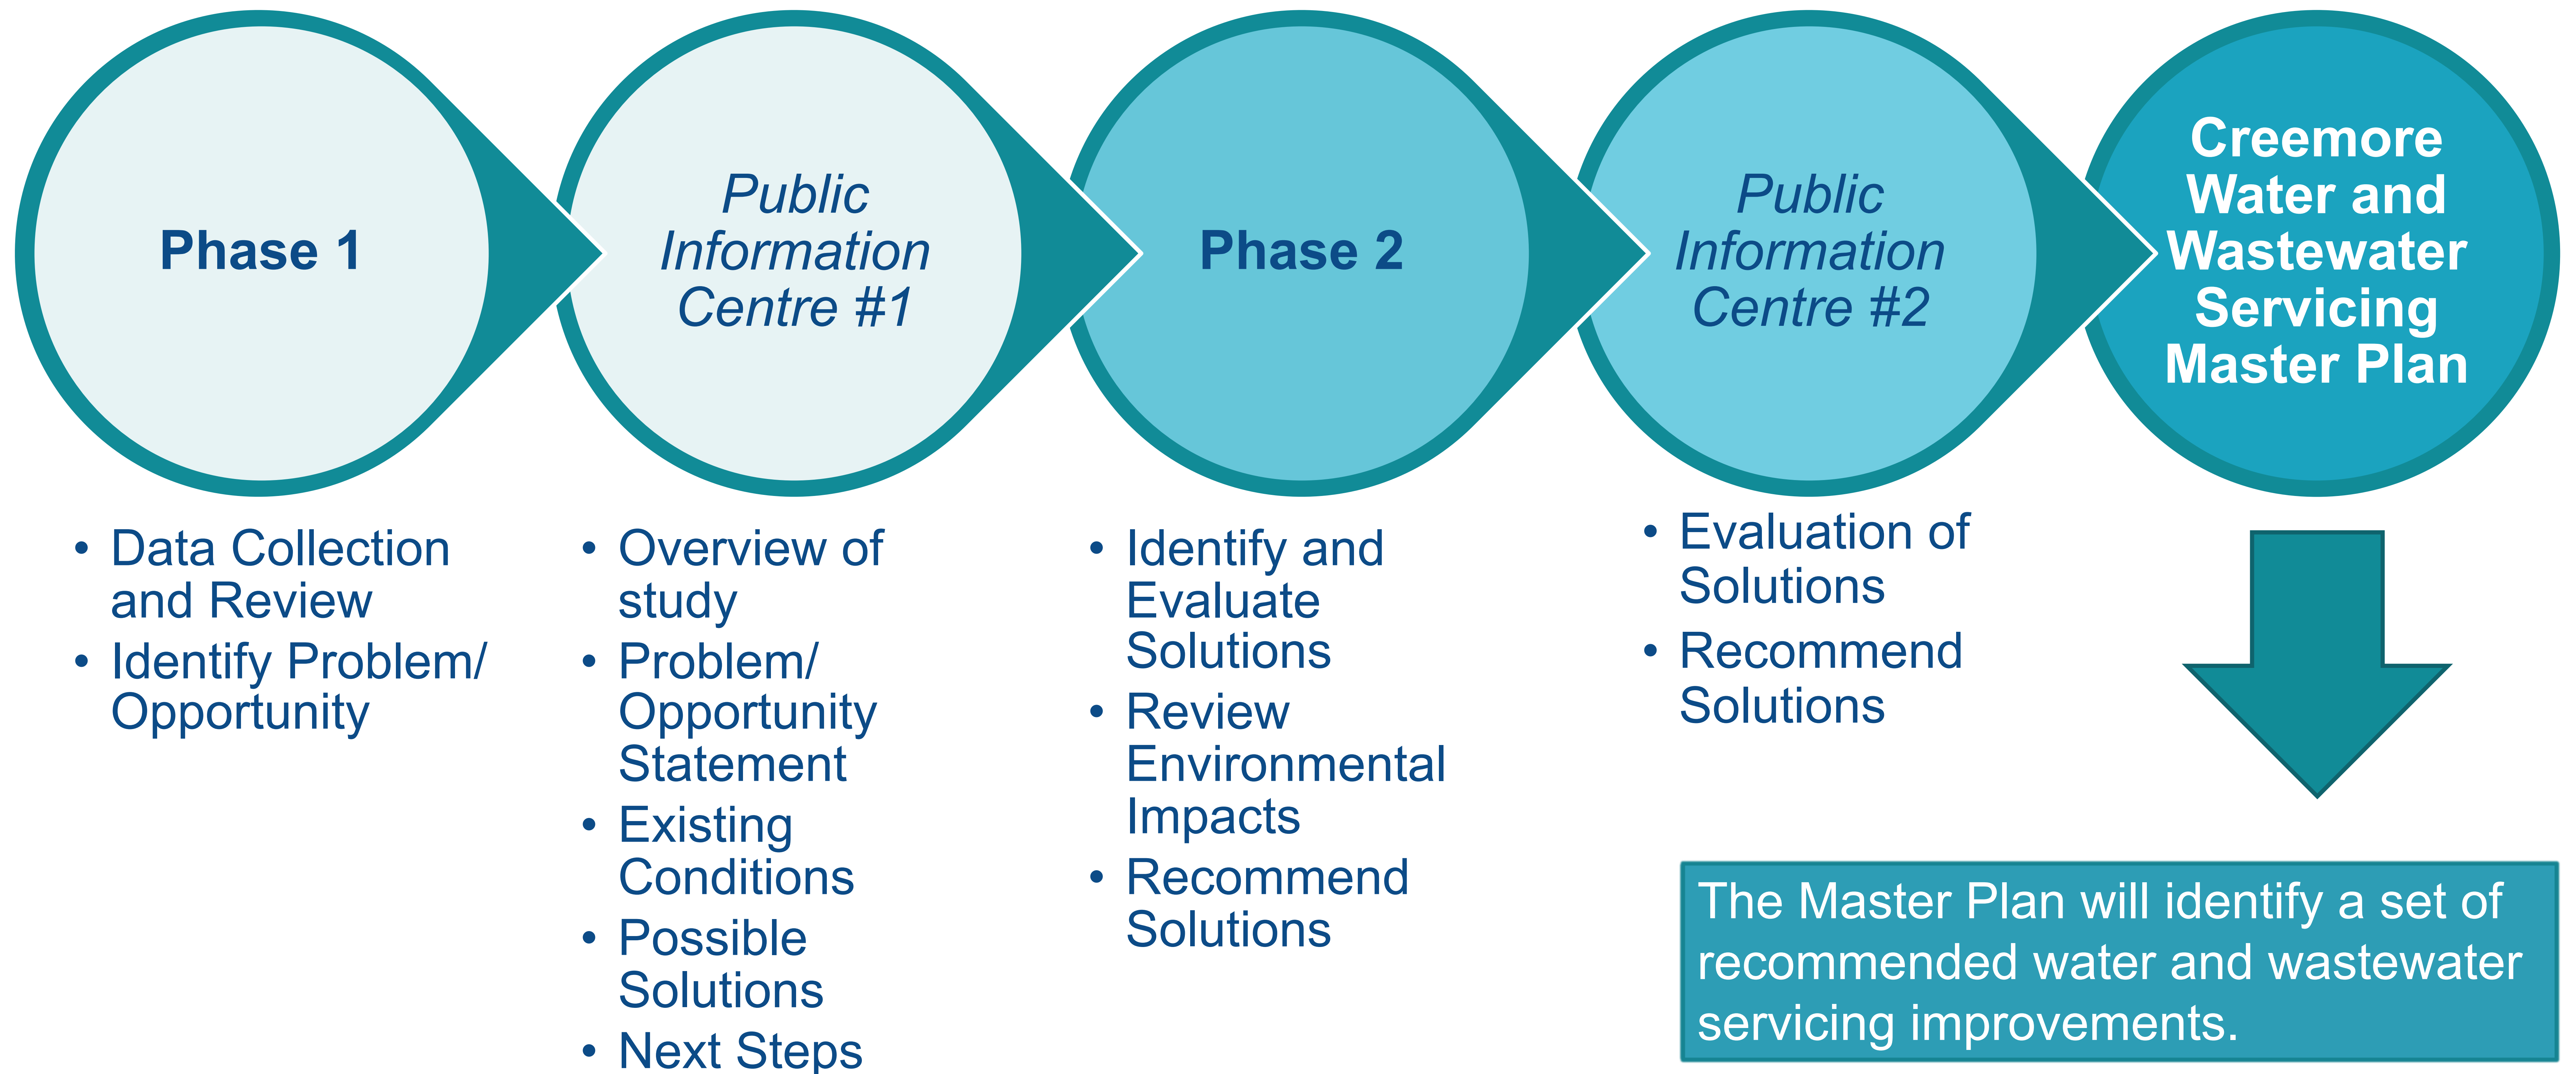 Phase 1
Public
Information
Centre #1
Phase 2
Public
Information
Centre #2
Creemore
Water and
Wastewater
Servicing
Master Plan
• Data Collection
and Review
• Identify Problem/
Opportunity
• Overview of
study
• Problem/
Opportunity
Statement
• Existing
Conditions
• Possible
Solutions
• Next Steps
• Identify and
Evaluate
Solutions
• Review
Environmental
Impacts
• Recommend
Solutions
• Evaluation of
Solutions
• Recommend
Solutions
The Master Plan will identify a set of
recommended water and wastewater
servicing improvements.